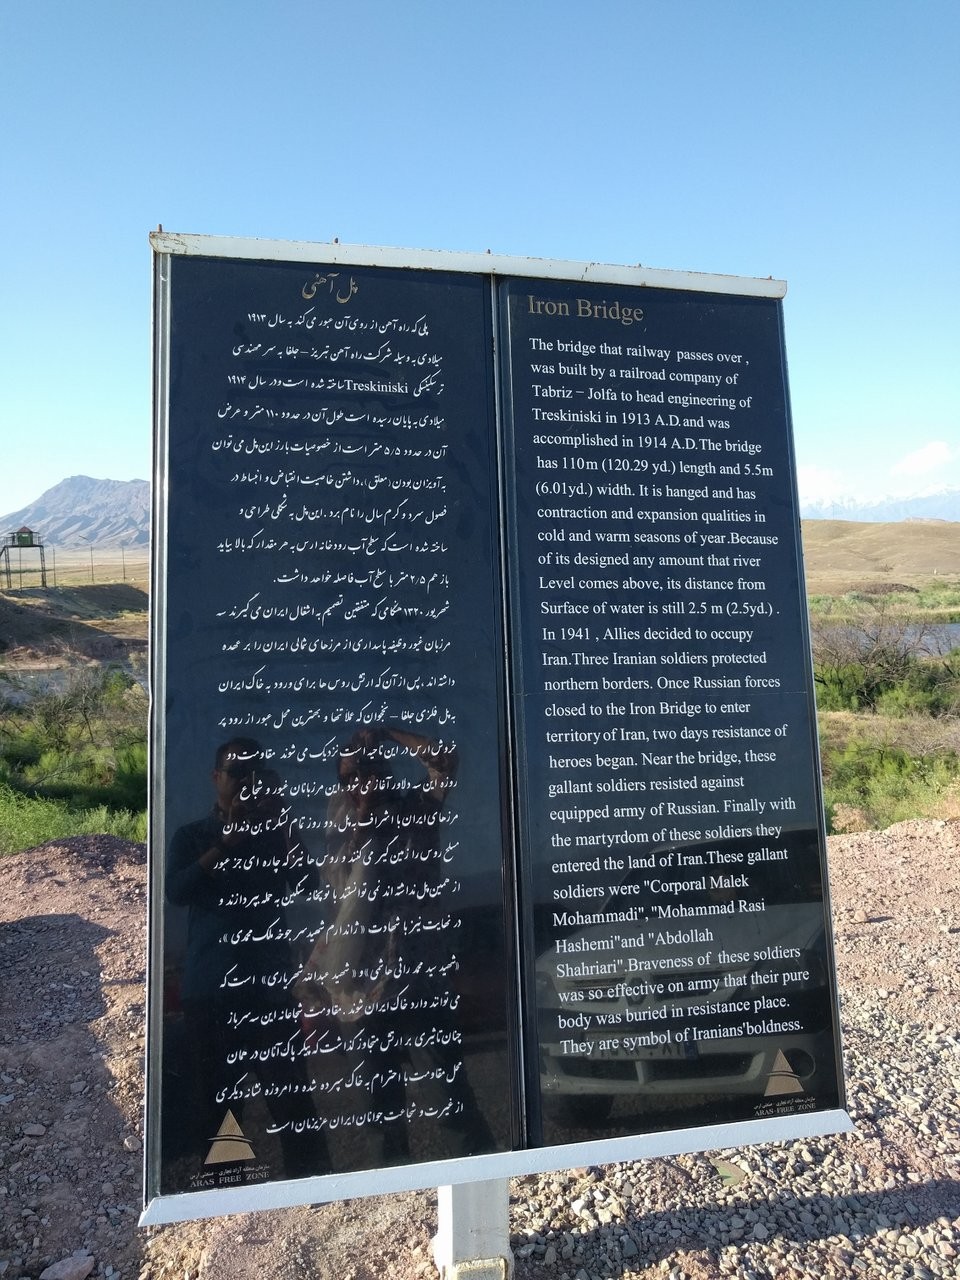 پل آهنی
پلی که راه آهن از روی آن عبور می کند به سال ۱۹۱۳
میلادی به وسیله شرکت راه آهن تبریز – جلفا به سر مهندسی
ترسکینسکی Treskiniski ساخته شده است و در سال ۱۹۱۴
میلادی به پایان رسیده است طول آن در حدود ۱۱۰ متر و عرض
آن در حدود ۵/۵ متر است از خصوصیات بارز این پل می توان
به آویزان بودن (معلق)، داشتن خاصیت انقباض و انبساط در
فصول سرد و گرم سال را نام برد. این پل به شکلی طراحی و
ساخته شده است که سطح آب رودخانه ارس به هر مقدار که بالا بیاید
باز هم ۲/۵ متر با سطح آب فاصله خواهد داشت.
شهریور ۱۳۲۰ هنگامی که متفقین تصمیم به اشغال ایران می گیرند سه
مرزبان غیور وظیفه پاسداری از مرزهای شمالی ایران را بر عهده
داشته اند، پس از آن که ارتش روس ها برای ورود به خاک ایران
به پل فلزی جلفا – نخجوان که علا تنها و بهترین محل عبور از رود پر
خروش ارس در این ناحیه است نزدیک می شوند مقاومت دو
روزه این سه دلاور آغاز می شود. این مرزبانان غیور و شجاع
مرزهای ایران با اشراف به پل، دو روز تمام لشکر تا بن دندان
مسلح روس را زمین گیر می کنند و روس ها نیز که چاره ای جز عبور
از همین پل نداشته اند نمی توانستند با توپخانه سنگین به حمله بپردازند و
در نهایت نیز با شهادت «ژاندارم شهید سر جوخه ملک محمدی»،
«شهید سید محمد راثی هاشمی» و «شهید عبدالله شهریاری» است که
می توانند وارد خاک ایران شوند. مقاومت شجاعانه این سه سرباز
چنان تاثیری بر ارتش متجاوز گذاشت که پیکر پاک آنان در همان
محل مقاومت با احترام به خاک سپرده شده و امروزه نشانه دیگری
از غیرت و شجاعت جوانان ایران عزیزمان است
سازمان منطقه آزاد تجاری - صنعتی ارس
ARAS FREE ZONE
Iron Bridge
The bridge that railway passes over ,
was built by a railroad company of
Tabriz – Jolfa to head engineering of
Treskiniski in 1913 A.D and was
accomplished in 1914 A.D.The bridge
has 110m (120.29 yd.) length and 5.5m
(6.01yd.) width. It is hanged and has
contraction and expansion qualities in
cold and warm seasons of year.Because
of its designed any amount that river
Level comes above, its distance from
Surface of water is still 2.5 m (2.5yd.) .
In 1941 , Allies decided to occupy
Iran.Three Iranian soldiers protected
northern borders. Once Russian forces
closed to the Iron Bridge to enter
territory of Iran, two days resistance of
heroes began. Near the bridge, these
gallant soldiers resisted against
equipped army of Russian. Finally with
the martyrdom of these soldiers they
entered the land of Iran.These gallant
soldiers were "Corporal Malek
Mohammadi", "Mohammad Rasi
Hashemi"and "Abdollah
Shahriari".Braveness of these soldiers
was so effective on army that their pure
body was buried in resistance place.
They are symbol of Iranians'boldness.
سازمان منطقه آزاد تجاری - صنعتی ارس
ARAS FREE ZONE